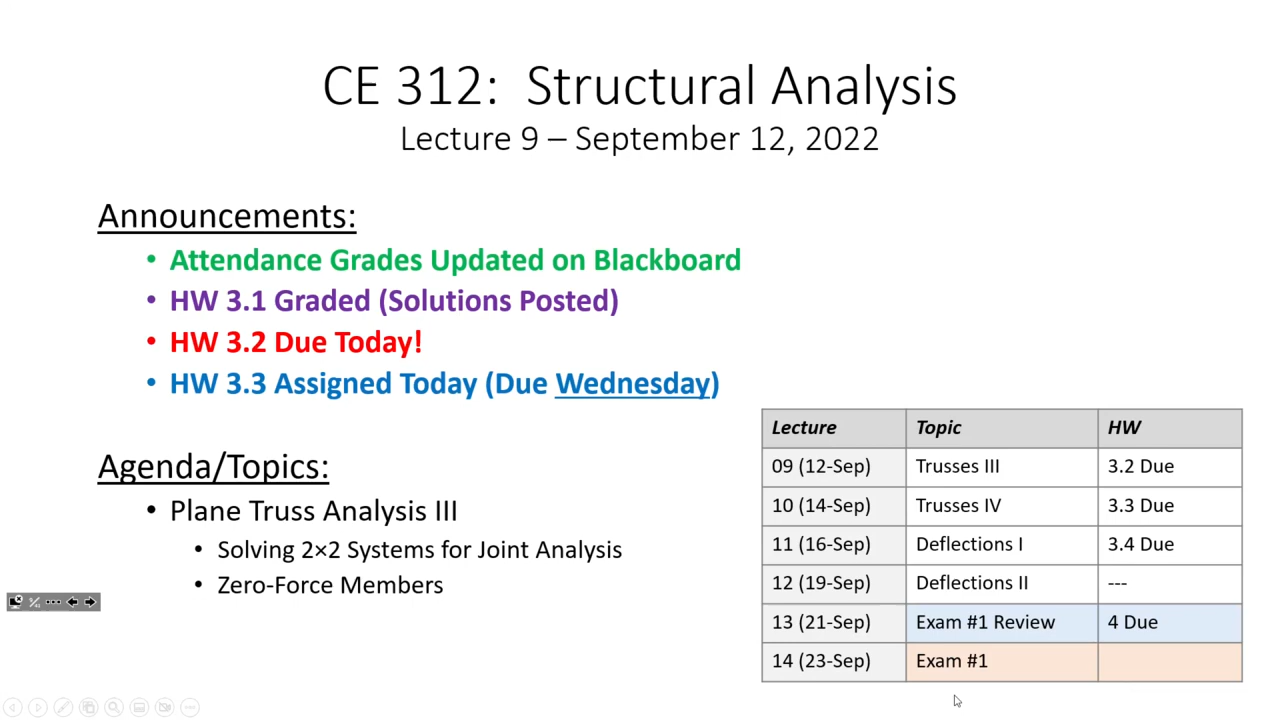 CE 312: Structural Analysis
Lecture 9 – September 12, 2022
Announcements:
• Attendance Grades Updated on Blackboard
• HW 3.1 Graded (Solutions Posted)
• HW 3.2 Due Today!
• HW 3.3 Assigned Today (Due Wednesday)
Agenda/Topics:
• Plane Truss Analysis III
• Solving 2×2 Systems for Joint Analysis
• Zero-Force Members
Lecture Topic HW
09 (12-Sep) Trusses III 3.2 Due
10 (14-Sep) Trusses IV 3.3 Due
11 (16-Sep) Deflections I 3.4 Due
12 (19-Sep) Deflections II ---
13 (21-Sep) Exam #1 Review 4 Due
14 (23-Sep) Exam #1